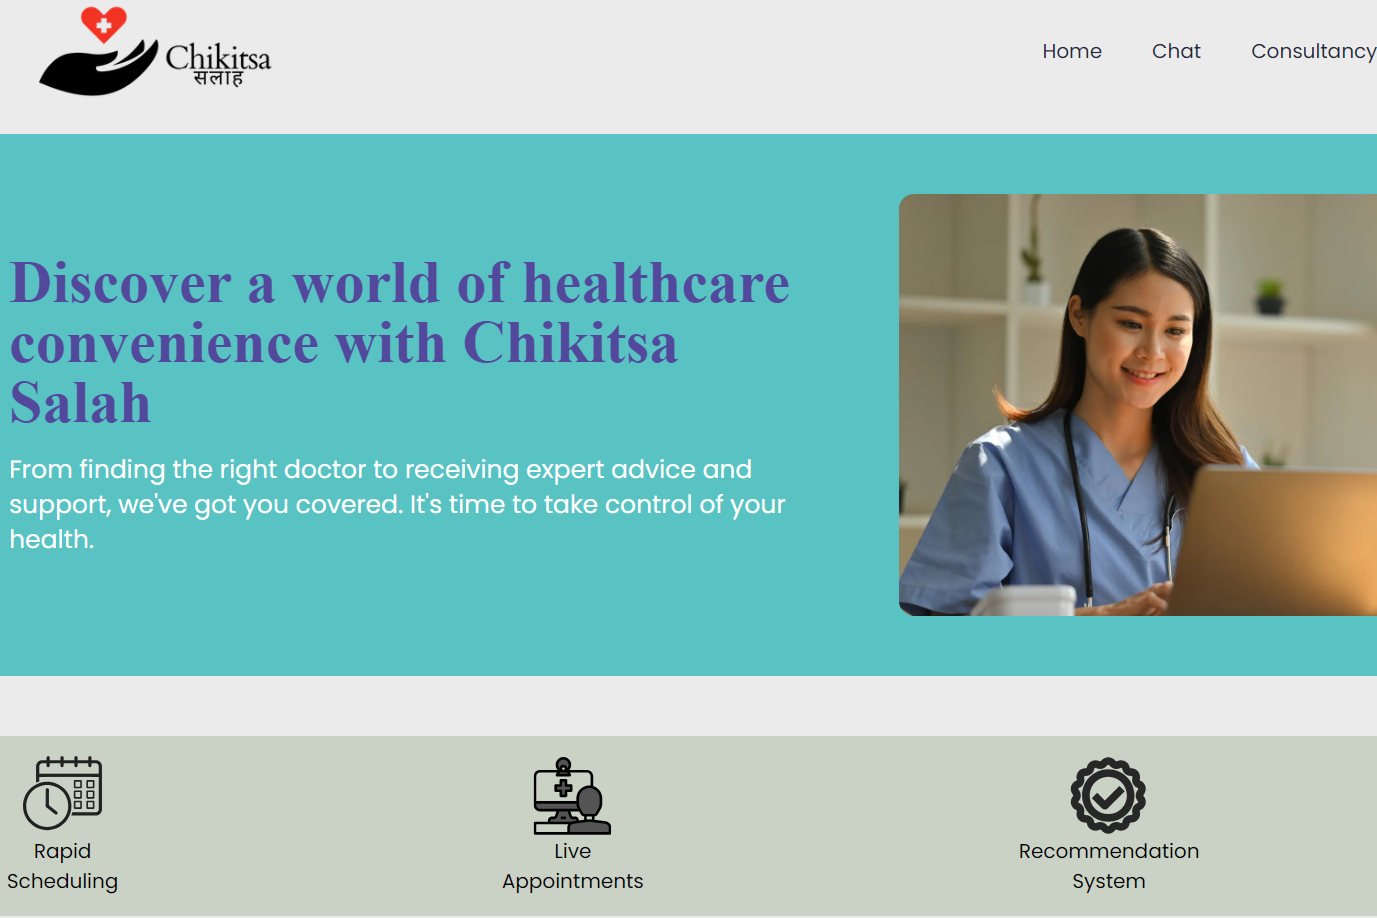 Chikitsa
सलाह
Home Chat Consultancy
Discover a world of healthcare
convenience with Chikitsa
Salah
From finding the right doctor to receiving expert advice and
support, we've got you covered. It's time to take control of your
health.
Rapid
Scheduling
Live
Appointments
Recommendation
System